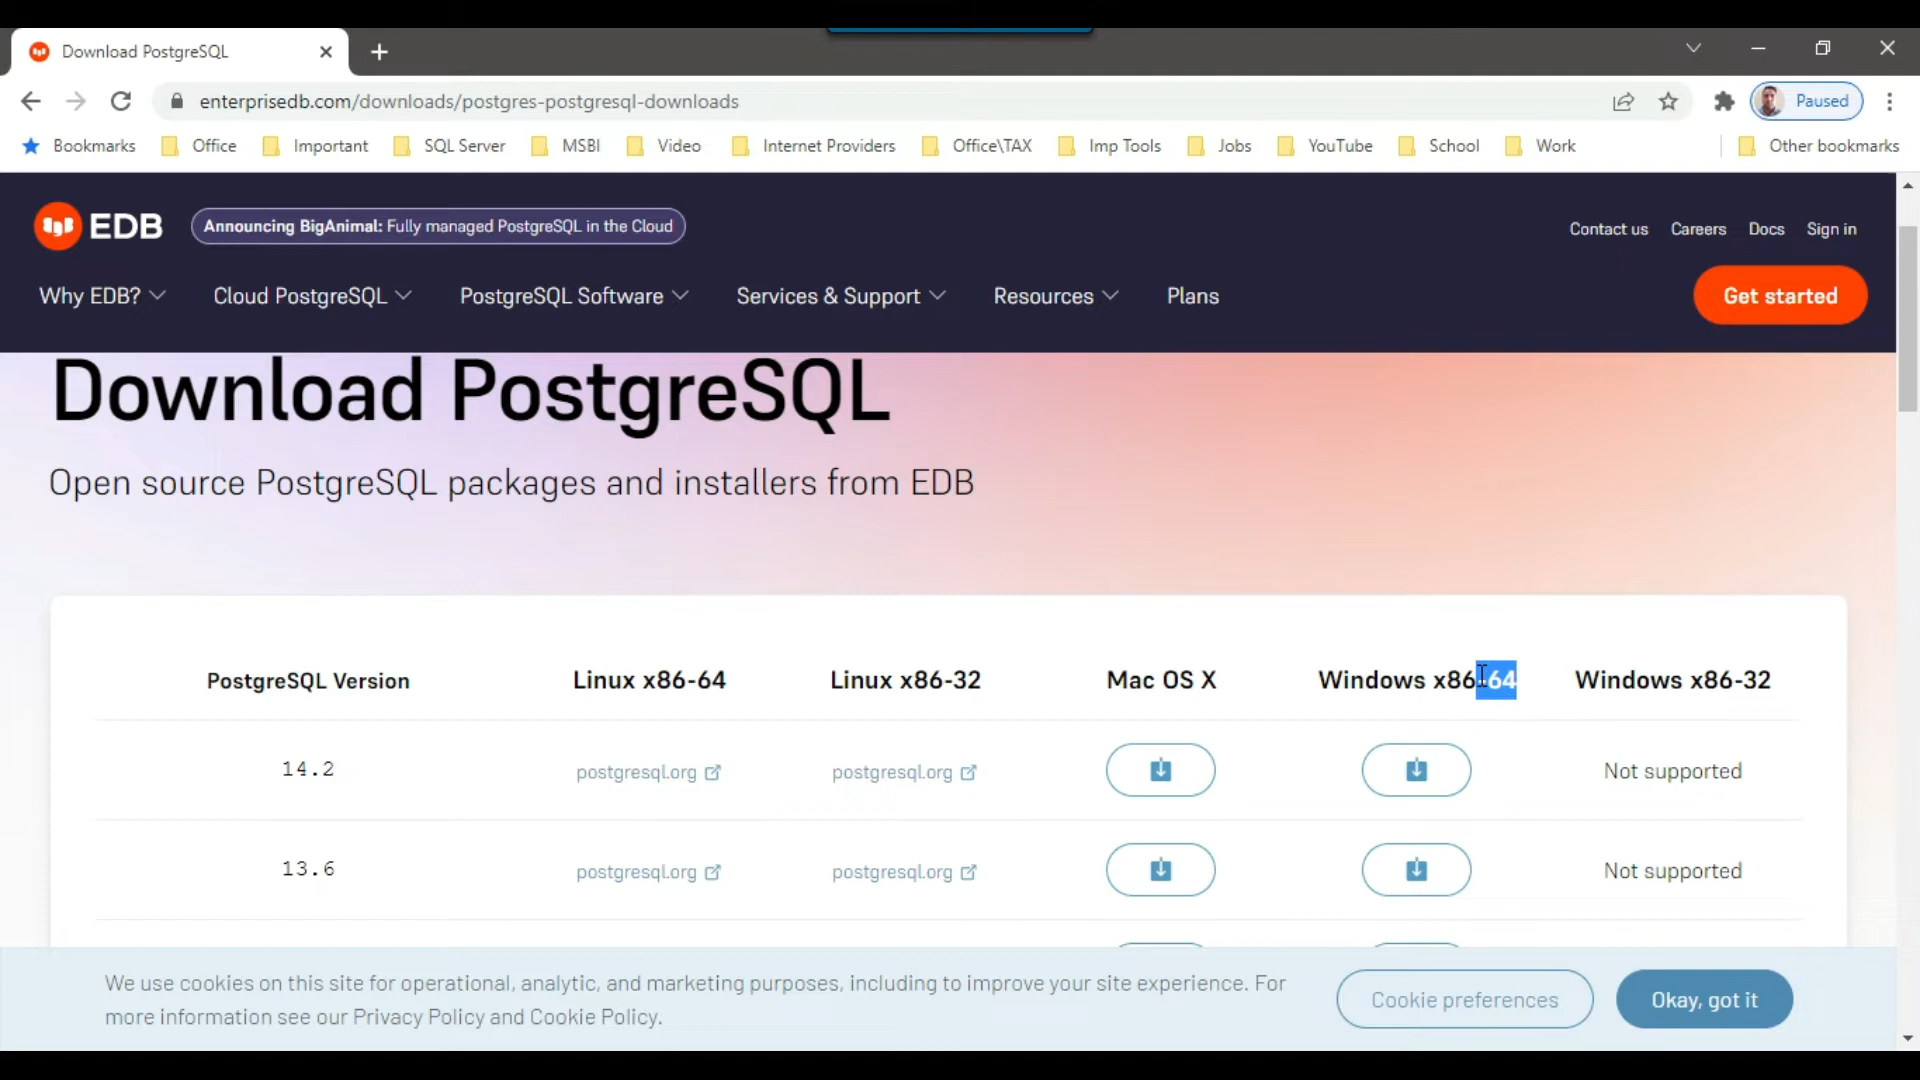 Download PostgreSQL
enterprisedb.com/downloads/postgres-postgresql-downloads
Paused
Bookmarks Office Important SQL Server MSBI Video Internet Providers Office\TAX Imp Tools Jobs YouTube School Work Other bookmarks
EDB Announcing BigAnimal: Fully managed PostgreSQL in the Cloud
Contact us Careers Docs Sign in
Why EDB? Cloud PostgreSQL PostgreSQL Software Services & Support Resources Plans Get started
Download PostgreSQL
Open source PostgreSQL packages and installers from EDB
PostgreSQL Version Linux x86-64 Linux x86-32 Mac OS X Windows x86-64 Windows x86-32
14.2 postgresql.org postgresql.org Not supported
13.6 postgresql.org postgresql.org Not supported
We use cookies on this site for operational, analytic, and marketing purposes, including to improve your site experience. For
more information see our Privacy Policy and Cookie Policy.
Cookie preferences Okay, got it